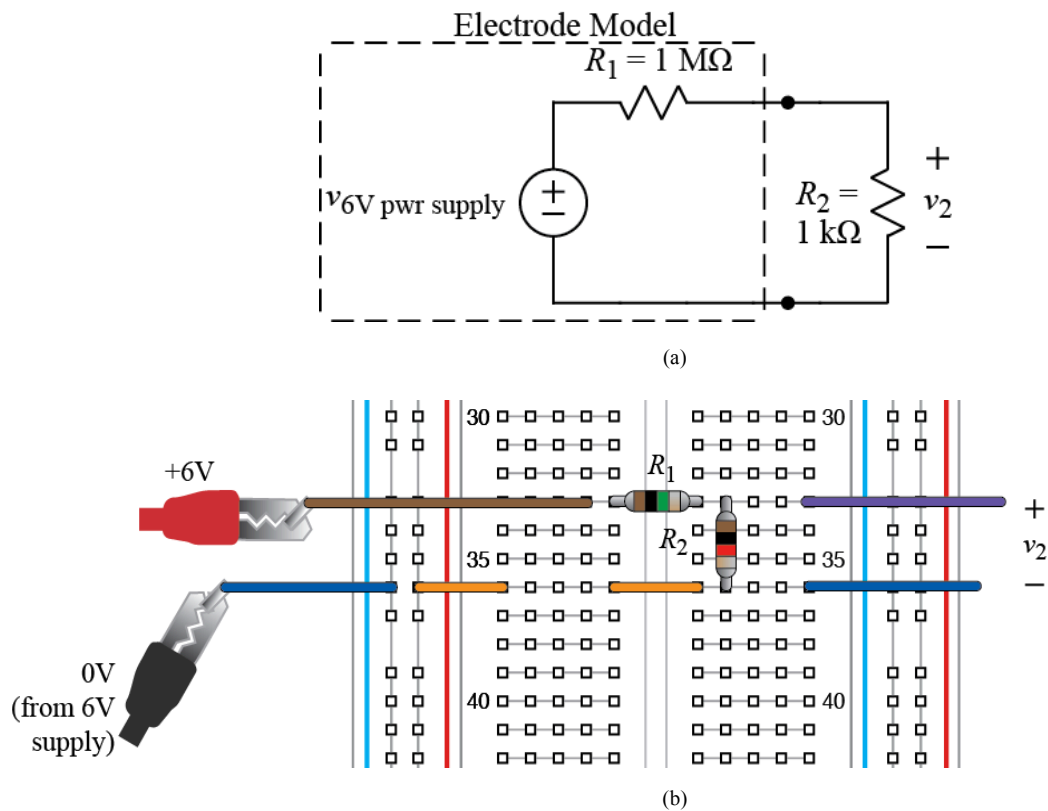 Electrode Model
R1 = 1 MΩ
+
−
v6V pwr supply
R2 =
1 kΩ
+
v2
−
(a)
30
30
+6V
R1
R2
+
v2
−
35
35
0V
(from 6V
supply)
40
40
(b)